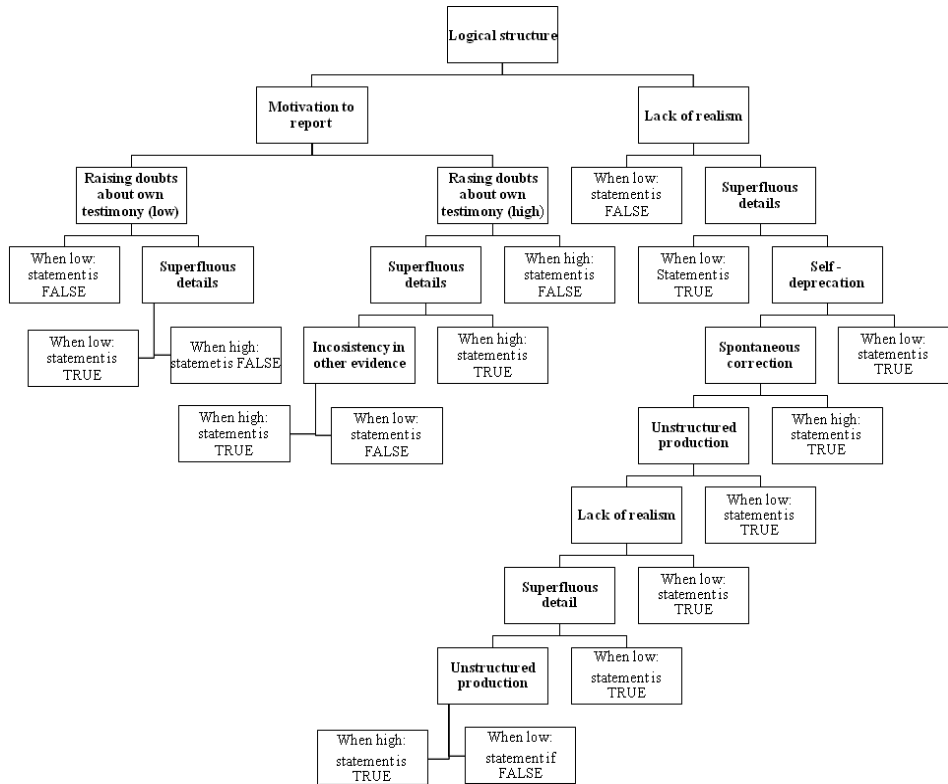 Logical structure
Motivation to
report
Lack of realism
Raising doubts
about own
testimony (low)
Rasing doubts
about own
testimony (high)
When low:
statement is
FALSE
Superfluous
details
When low:
statement is
FALSE
Superfluous
details
Superfluous
details
When high:
statement is
FALSE
When low:
Statement is
TRUE
Self -
deprecation
When low:
statement is
TRUE
When high:
statemet is FALSE
Incosistency in
other evidence
When high:
statement is
TRUE
Spontaneous
correction
When low:
statement is
TRUE
When high:
statement is
TRUE
When low:
statement is
FALSE
Unstructured
production
When high:
statement is
TRUE
Lack of realism
When low:
statement is
TRUE
Superfluous
detail
When low:
statement is
TRUE
Unstructured
production
When low:
statement is
TRUE
When high:
statement is
TRUE
When low:
statement if
FALSE